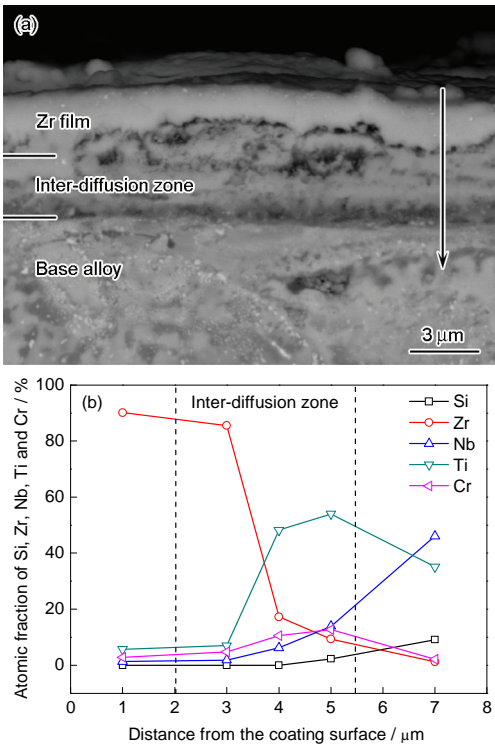 (a)
Zr film
Inter-diffusion zone
Base alloy
3 μm
Atomic fraction of Si, Zr, Nb, Ti and Cr / %
100
80
60
40
20
0
(b)
Inter-diffusion zone
Si
Zr
Nb
Ti
Cr
0 1 2 3 4 5 6 7 8
Distance from the coating surface / μm